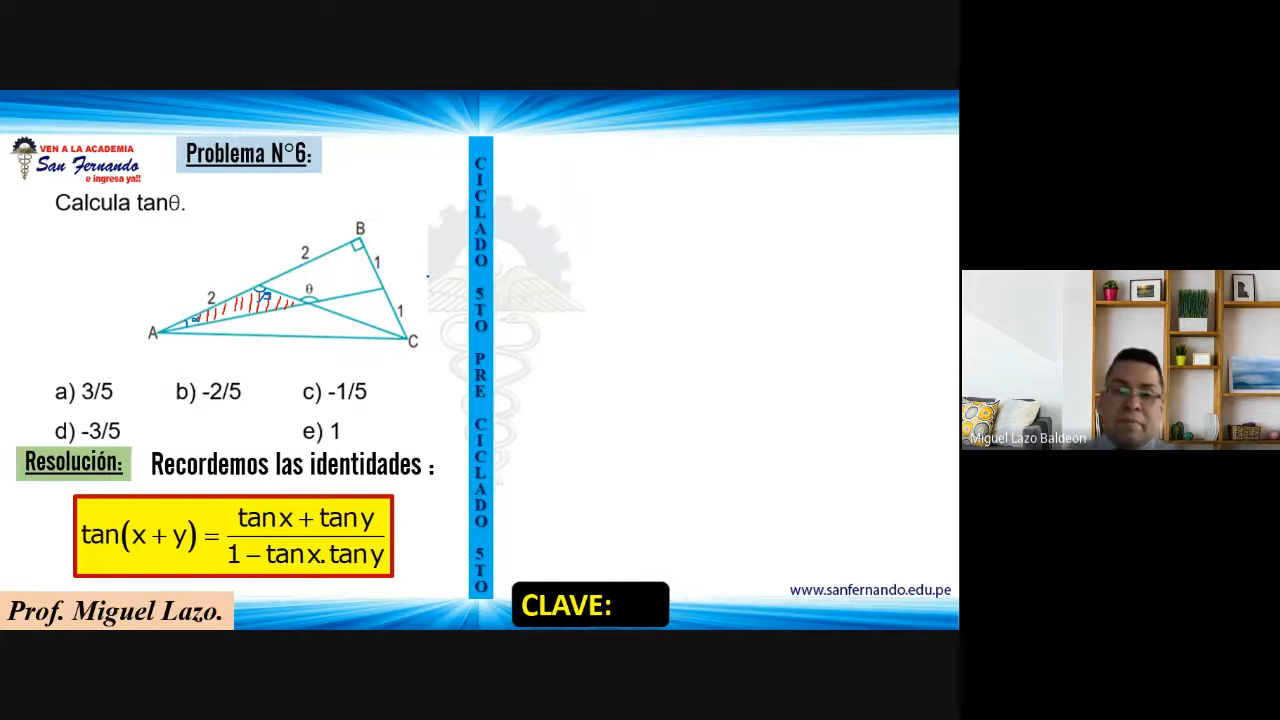 VEN A LA ACADEMIA
San Fernando
e ingresa ya!!
Problema N°6:
Calcula tanθ.
B
2
1
2
θ
1
A
C
α
β
a) 3/5
b) -2/5
c) -1/5
d) -3/5
e) 1
Resolución:
Recordemos las identidades :
tan(x + y) = tanx + tany / 1 − tanx.tany
Prof. Miguel Lazo.
CICLADO 5TO PRE CICLADO 5TO
CLAVE:
www.sanfernando.edu.pe
Miguel Lazo Baldeon